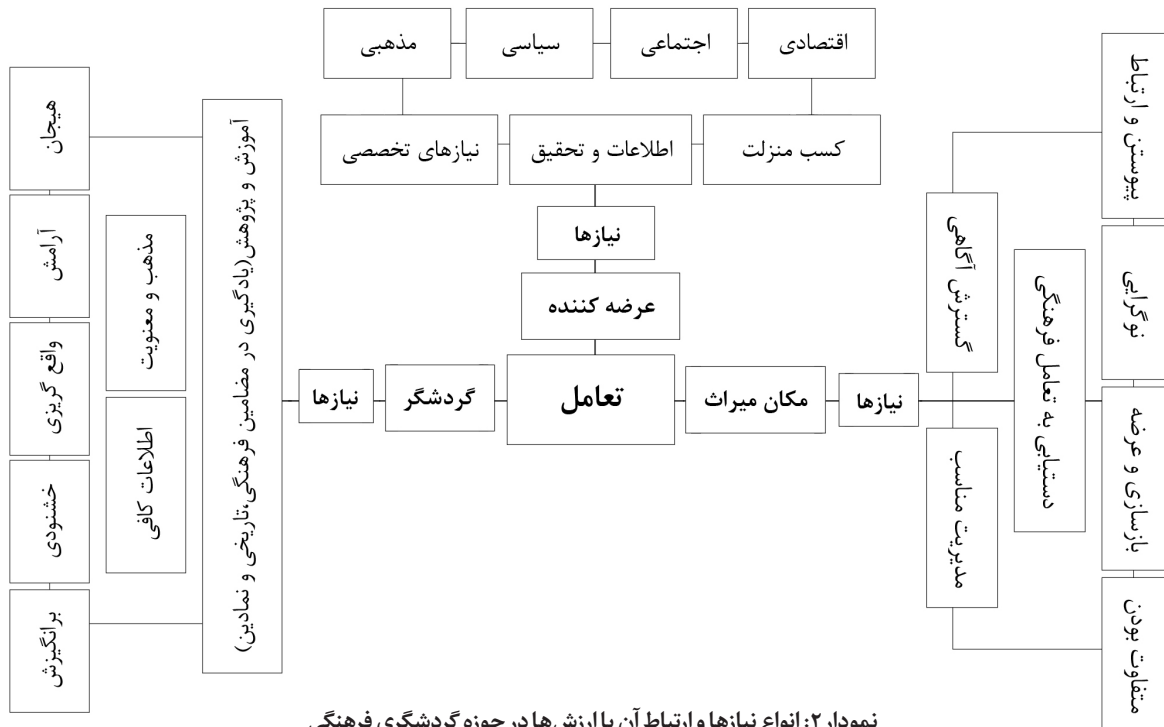 اقتصادی
اجتماعی
سیاسی
مذهبی
کسب منزلت
اطلاعات و تحقیق
نیازهای تخصصی
نیازها
عرضه کننده
تعامل
مکان میراث
نیازها
گسترش آگاهی
مدیریت مناسب
دستیابی به تعامل فرهنگی
پیوستن و ارتباط
نوگرایی
بازسازی و عرضه
متفاوت بودن
گردشگر
نیازها
آموزش و پژوهش(یادگیری در مضامین فرهنگی،تاریخی و نمادین)
مذهب و معنویت
اطلاعات کافی
هیجان
آرامش
واقع گریزی
خشنودی
برانگیزش
نمودار ۲: انواع نیازها و ارتباط آن با ارزش‌ها در حوزه گردشگری فرهنگی